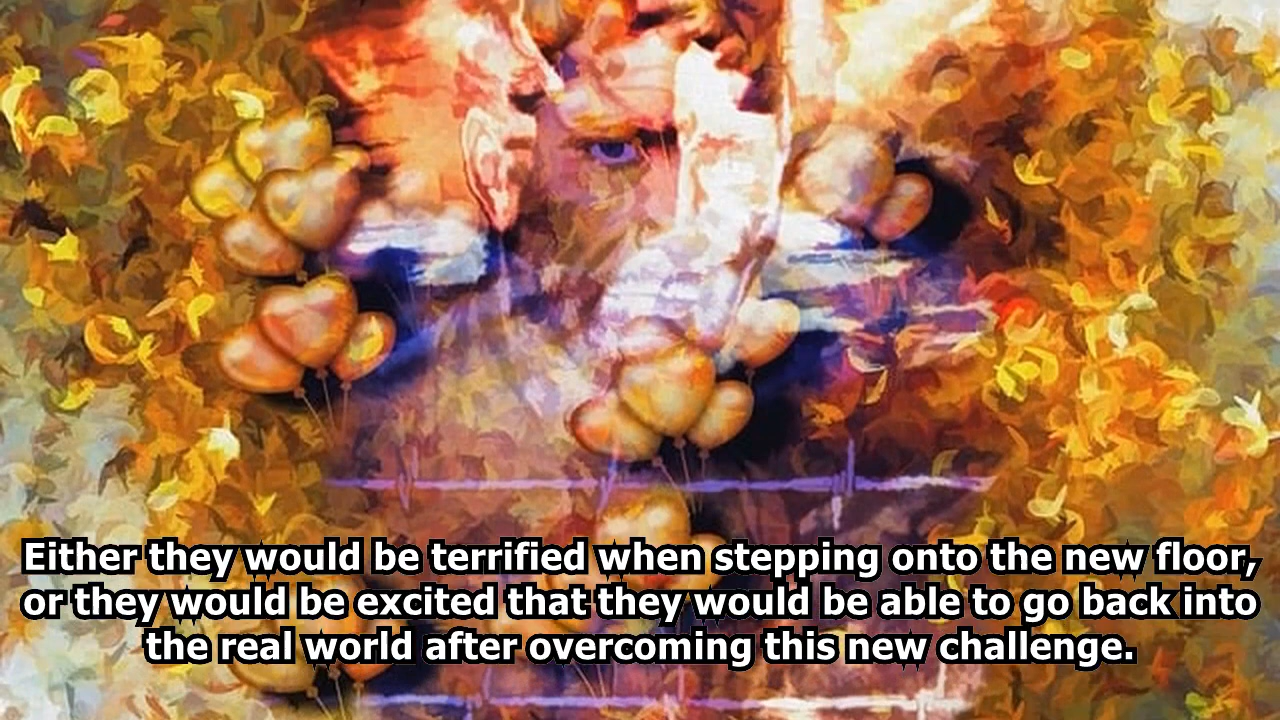 Either they would be terrified when stepping onto the new floor,
or they would be excited that they would be able to go back into
the real world after overcoming this new challenge.